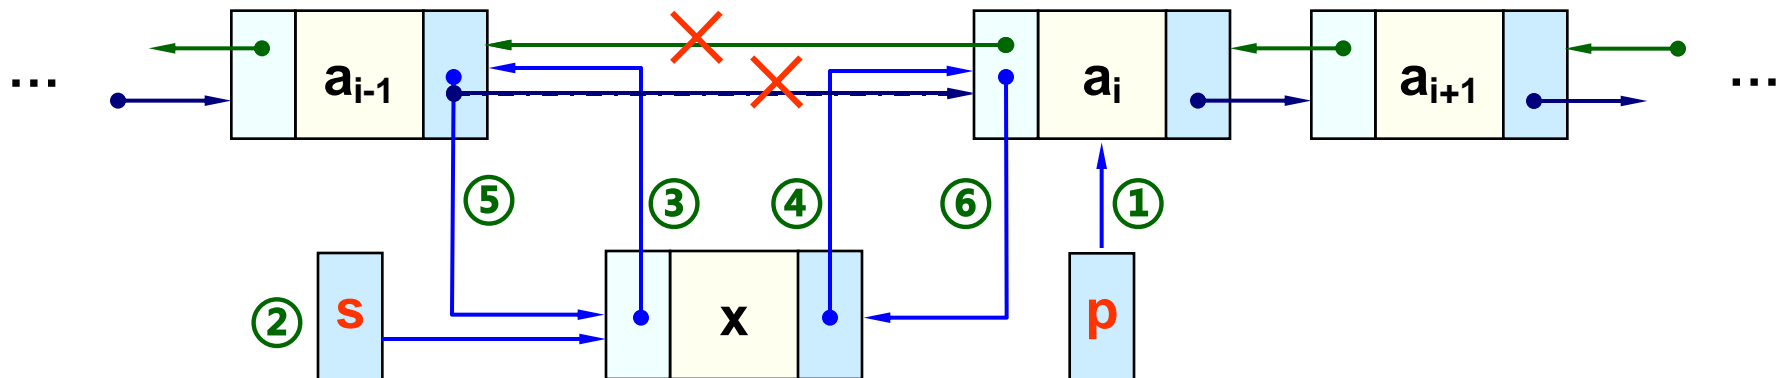 ... a_{i-1} a_i a_{i+1} ...
⑤ ③ ④ ⑥ ①
② s x p